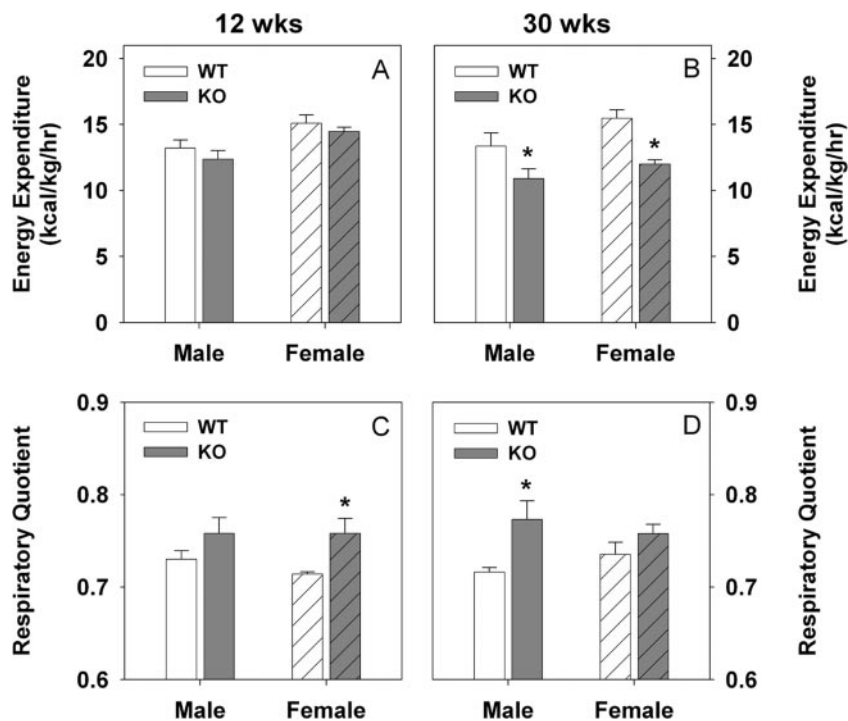 12 wks
30 wks
Energy Expenditure
(kcal/kg/hr)
20
15
10
5
0
WT
KO
A
Male
Female
WT
KO
B
*
*
Male
Female
20
15
10
5
0
Energy Expenditure
(kcal/kg/hr)
Respiratory Quotient
0.9
0.8
0.7
0.6
WT
KO
C
*
Male
Female
WT
KO
D
*
Male
Female
0.9
0.8
0.7
0.6
Respiratory Quotient